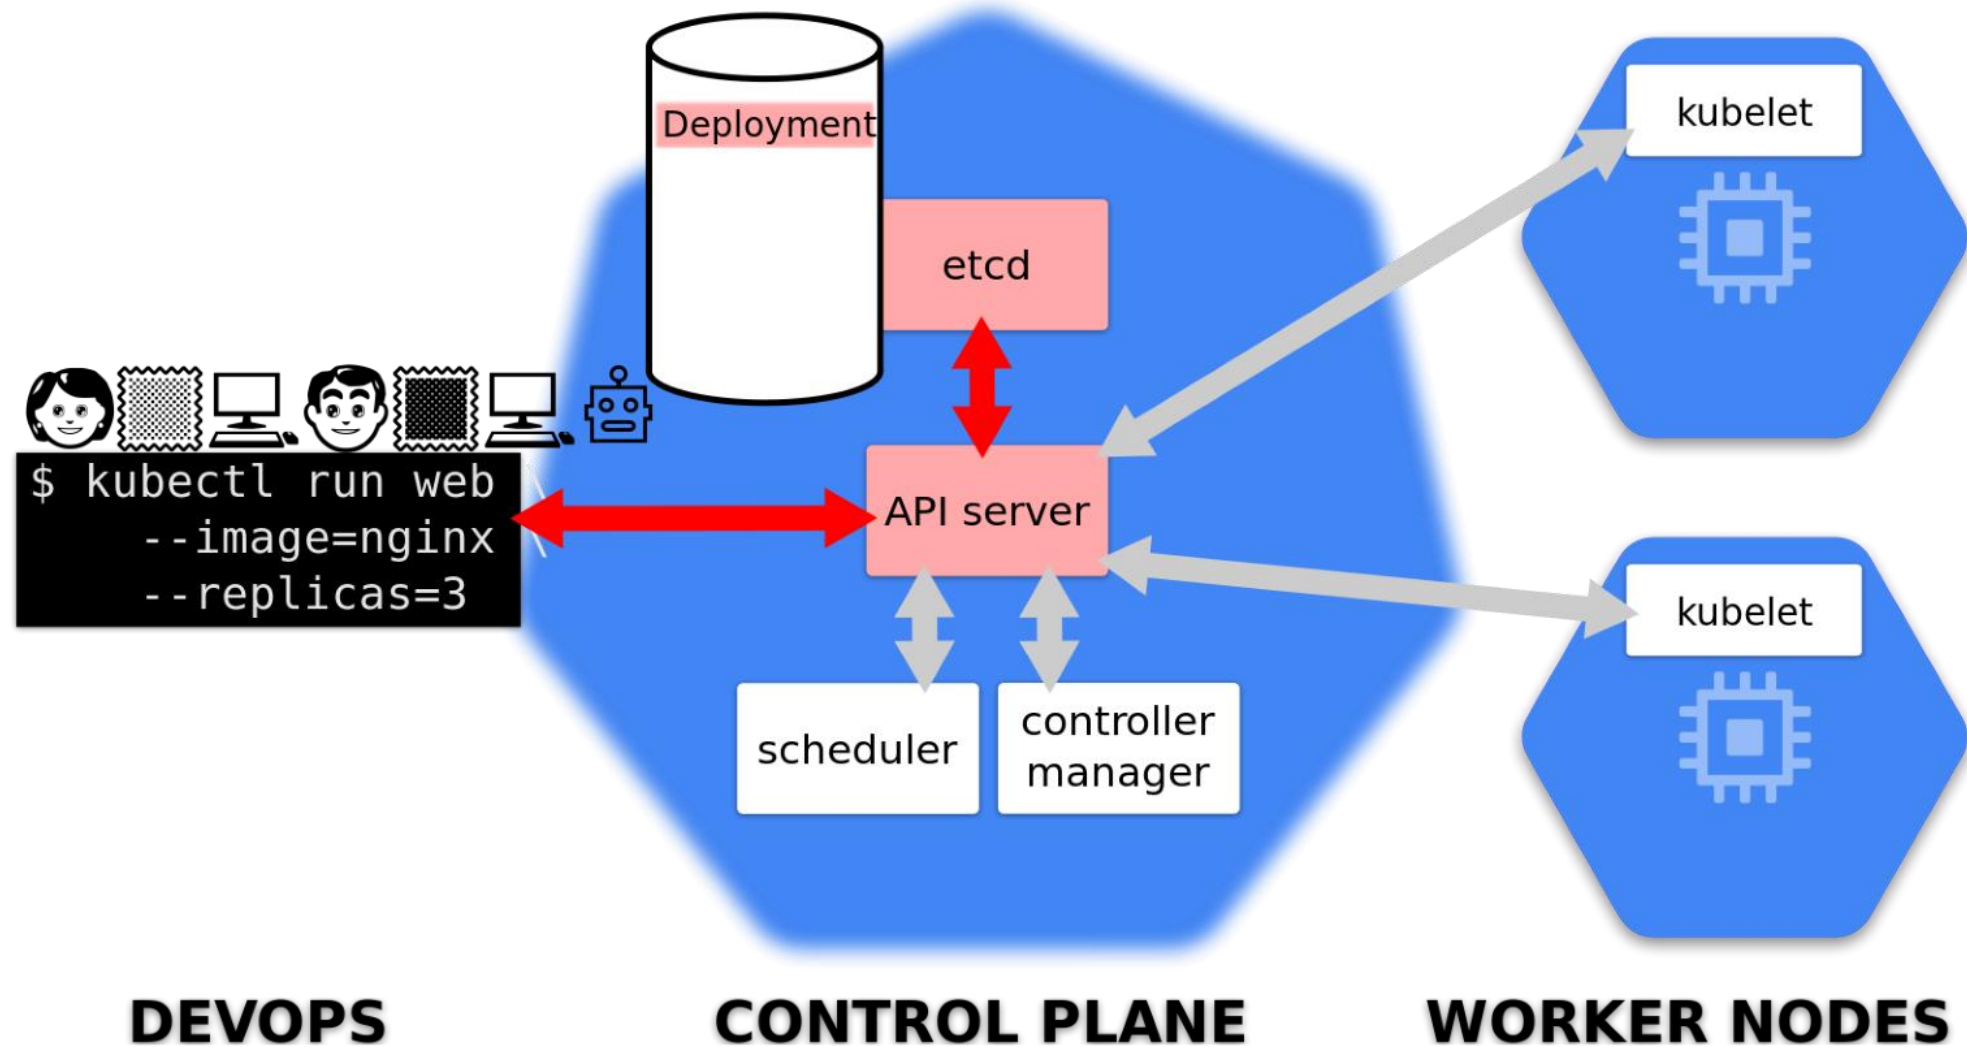 Deployment
etcd
$ kubectl run web \
--image=nginx \
--replicas=3
API server
scheduler
controller
manager
kubelet
kubelet
DEVOPS
CONTROL PLANE
WORKER NODES